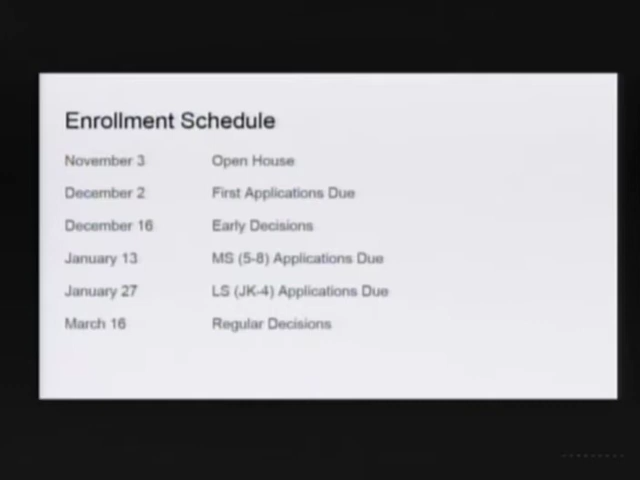 Enrollment Schedule
November 3 Open House
December 2 First Applications Due
December 16 Early Decisions
January 13 MS (5-8) Applications Due
January 27 LS (JK-4) Applications Due
March 16 Regular Decisions